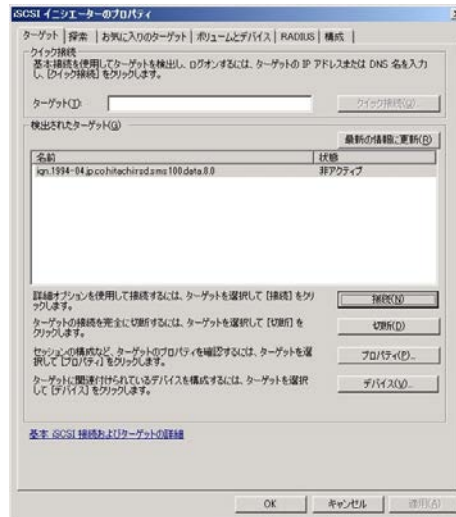 iSCSI イニシエーターのプロパティ
ターゲット 探索 お気に入りのターゲット ボリュームとデバイス RADIUS 構成
クイック接続
基本接続を使用してターゲットを検出し、ログオンするには、ターゲットの IP アドレスまたは DNS 名を入力
し、[クイック接続] をクリックします。
ターゲット(T): クイック接続(Q)...
検出されたターゲット(G)
最新の情報に更新(R)
名前 状態
iqn.1994-04.jp.co.hitachi:rsd.sms100.data.8.0 非アクティブ
詳細オプションを使用して接続するには、ターゲットを選択して [接続] をクリ
ックします。
接続(N)
ターゲットの接続を完全に切断するには、ターゲットを選択して [切断] を
クリックします。
切断(D)
セッションの構成など、ターゲットのプロパティを確認するには、ターゲットを選
択して [プロパティ] をクリックします。
プロパティ(P)...
ターゲットに関連付けられているデバイスを構成するには、ターゲットを選択
して [デバイス] をクリックします。
デバイス(V)...
基本 iSCSI 接続およびターゲットの詳細
OK キャンセル 適用(A)